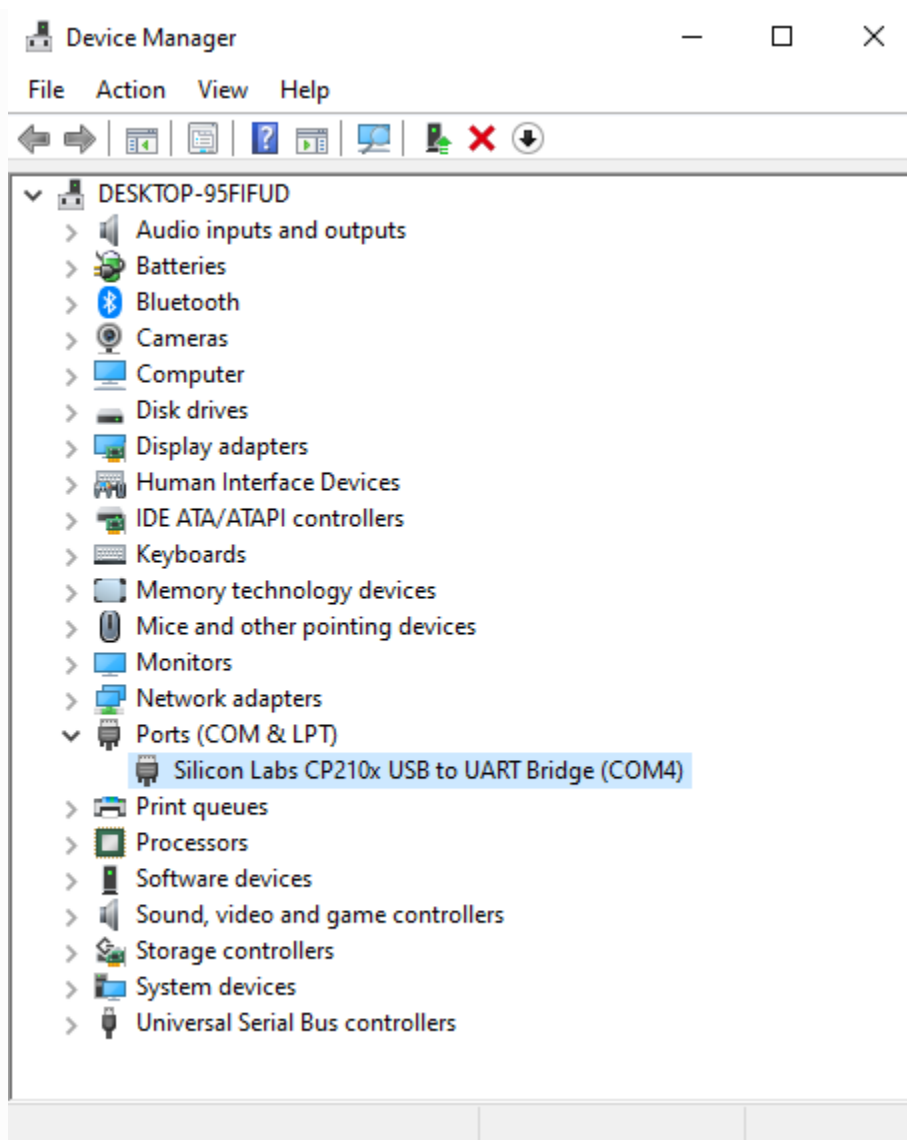 Device Manager
File Action View Help
DESKTOP-95FIFUD
Audio inputs and outputs
Batteries
Bluetooth
Cameras
Computer
Disk drives
Display adapters
Human Interface Devices
IDE ATA/ATAPI controllers
Keyboards
Memory technology devices
Mice and other pointing devices
Monitors
Network adapters
Ports (COM & LPT)
Silicon Labs CP210x USB to UART Bridge (COM4)
Print queues
Processors
Software devices
Sound, video and game controllers
Storage controllers
System devices
Universal Serial Bus controllers